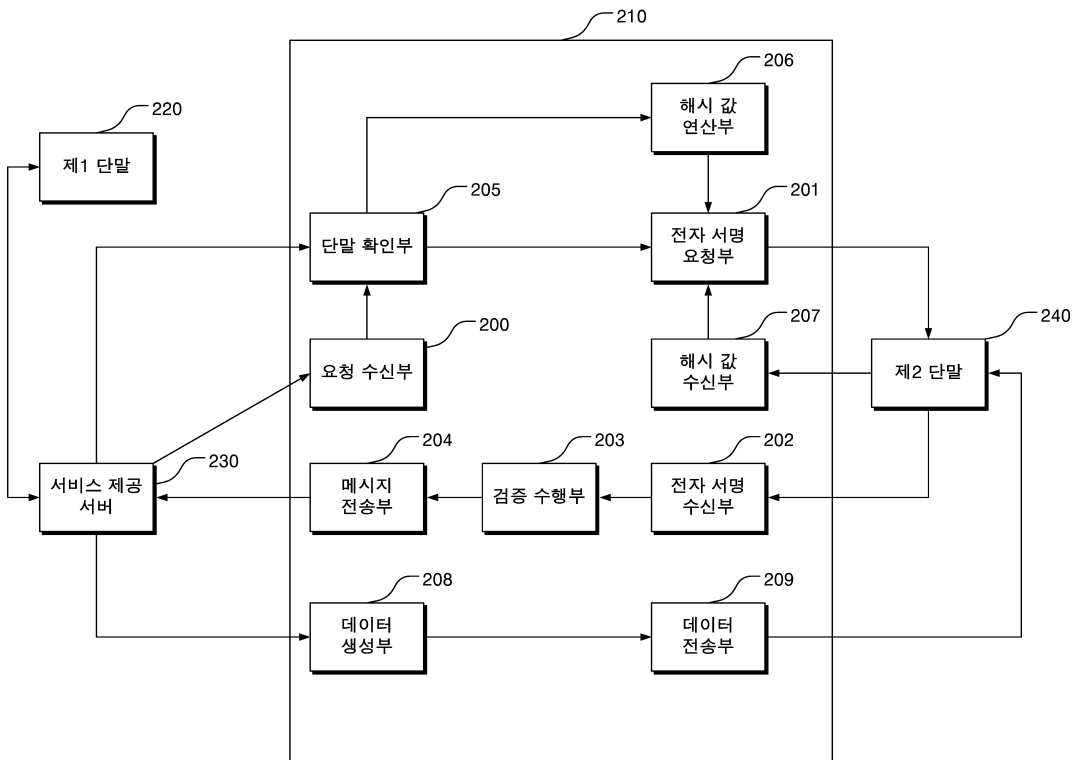 210
206
해시 값
연산부
220
제1 단말
205
단말 확인부
201
전자 서명
요청부
200
요청 수신부
207
해시 값
수신부
240
제2 단말
230
서비스 제공
서버
204
메시지
전송부
203
검증 수행부
202
전자 서명
수신부
208
데이터
생성부
209
데이터
전송부